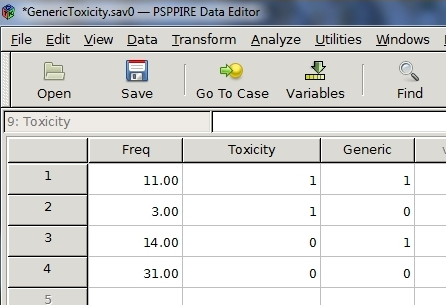 *GenericToxicity.sav0 — PSPPIRE Data Editor
File Edit View Data Transform Analyze Utilities Windows
Open Save Go To Case Variables Find
9: Toxicity
Freq Toxicity Generic
1 11.00 1 1
2 3.00 1 0
3 14.00 0 1
4 31.00 0 0
5